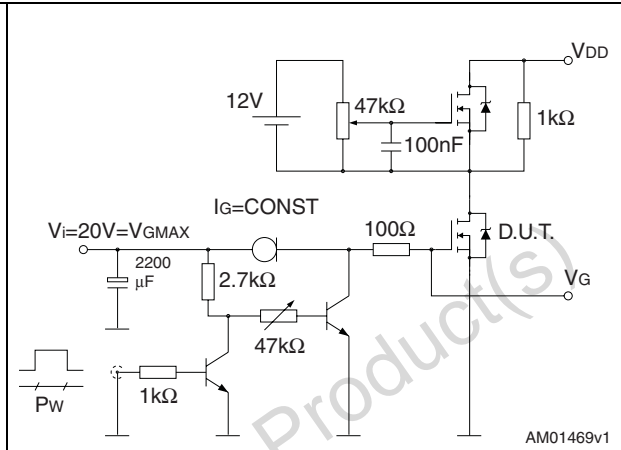 VDD
12V
47kΩ
1kΩ
100nF
IG=CONST
Vi=20V=VGMAX
100Ω
D.U.T.
2200
μF
2.7kΩ
VG
47kΩ
1kΩ
PW
Product(s)
AM01469v1